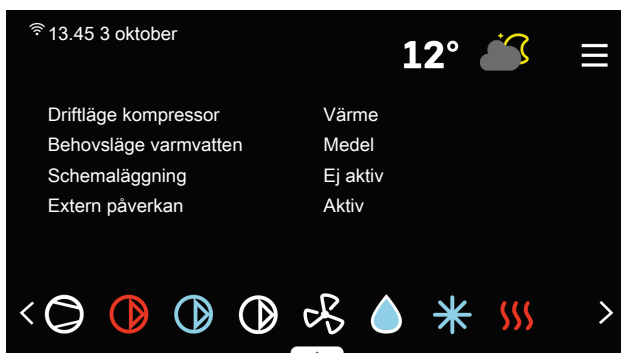 13.45 3 oktober
12°
Driftläge kompressor Värme
Behovsläge varmvatten Medel
Schemaläggning Ej aktiv
Extern påverkan Aktiv